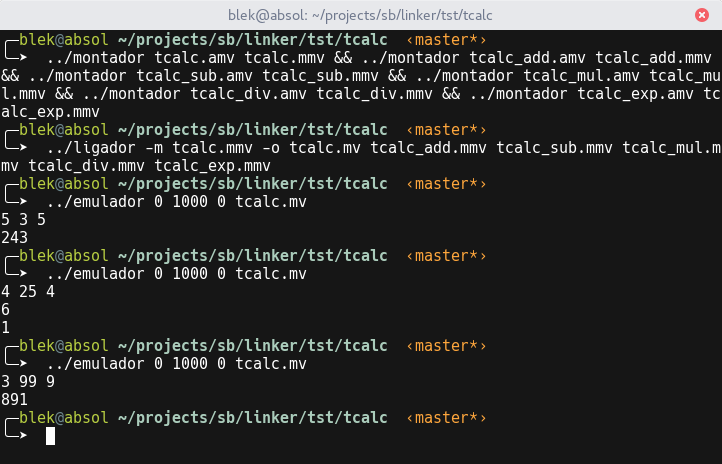 blek@absol: ~/projects/sb/linker/tst/tcalc
╭─blek@absol ~/projects/sb/linker/tst/tcalc ‹master*›
╰─➤  ../montador tcalc.amv tcalc.mmv && ../montador tcalc_add.amv tcalc_add.mmv
&& ../montador tcalc_sub.amv tcalc_sub.mmv && ../montador tcalc_mul.amv tcalc_mu
l.mmv && ../montador tcalc_div.amv tcalc_div.mmv && ../montador tcalc_exp.amv tc
alc_exp.mmv
╭─blek@absol ~/projects/sb/linker/tst/tcalc ‹master*›
╰─➤  ../ligador -m tcalc.mmv -o tcalc.mv tcalc_add.mmv tcalc_sub.mmv tcalc_mul.m
mv tcalc_div.mmv tcalc_exp.mmv
╭─blek@absol ~/projects/sb/linker/tst/tcalc ‹master*›
╰─➤  ../emulador 0 1000 0 tcalc.mv
5 3 5
243
╭─blek@absol ~/projects/sb/linker/tst/tcalc ‹master*›
╰─➤  ../emulador 0 1000 0 tcalc.mv
4 25 4
6
1
╭─blek@absol ~/projects/sb/linker/tst/tcalc ‹master*›
╰─➤  ../emulador 0 1000 0 tcalc.mv
3 99 9
891
╭─blek@absol ~/projects/sb/linker/tst/tcalc ‹master*›
╰─➤